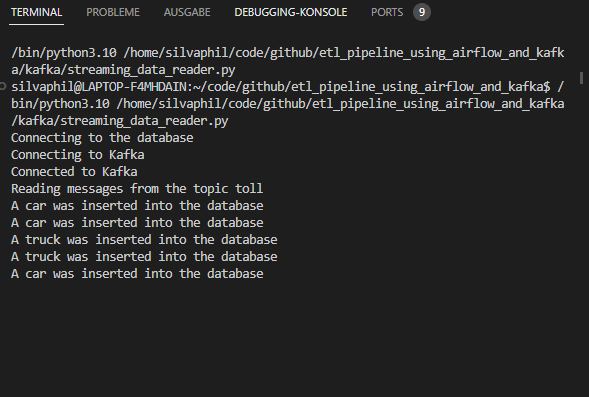 TERMINAL PROBLEME AUSGABE DEBUGGING-KONSOLE PORTS 9
/bin/python3.10 /home/silvaphil/code/github/etl_pipeline_using_airflow_and_kafk
a/kafka/streaming_data_reader.py
silvaphil@LAPTOP-F4MHDAIN:~/code/github/etl_pipeline_using_airflow_and_kafka$ /
bin/python3.10 /home/silvaphil/code/github/etl_pipeline_using_airflow_and_kafka
/kafka/streaming_data_reader.py
Connecting to the database
Connecting to Kafka
Connected to Kafka
Reading messages from the topic toll
A car was inserted into the database
A car was inserted into the database
A truck was inserted into the database
A truck was inserted into the database
A car was inserted into the database